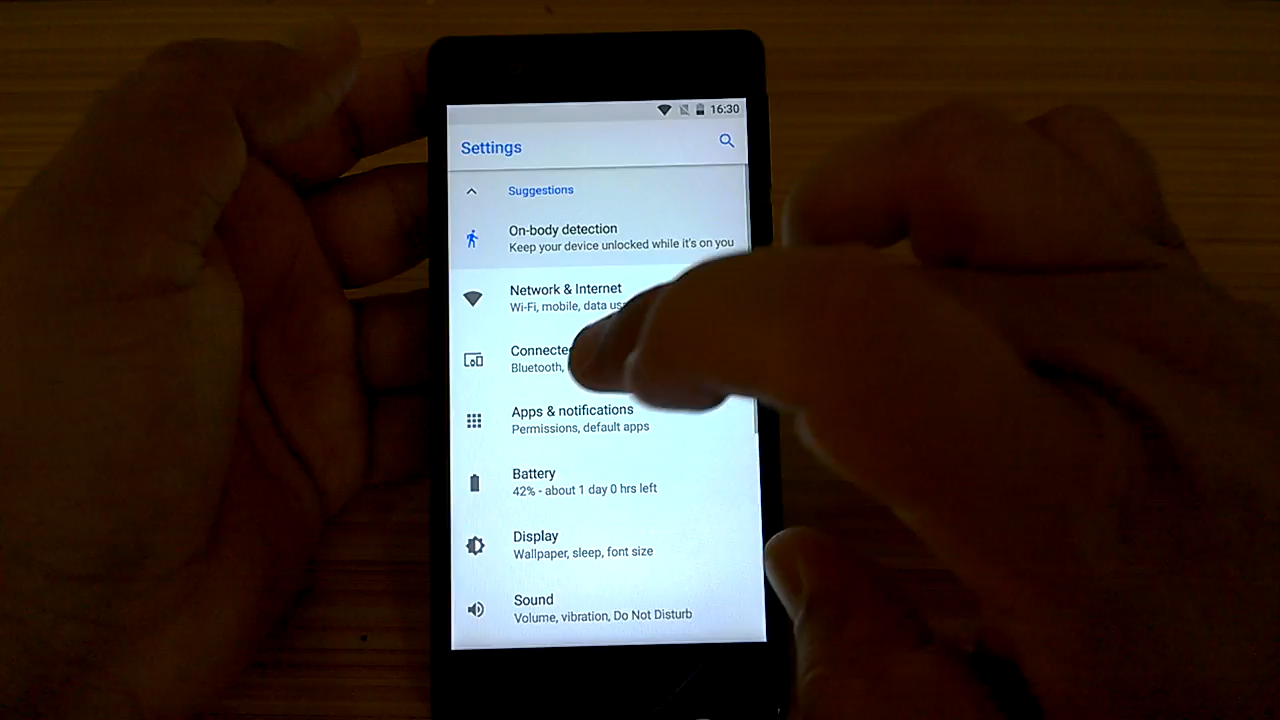 16:30
Settings
Suggestions
On-body detection
Keep your device unlocked while it's on you
Network & Internet
Wi-Fi, mobile, data
Bluetooth,
Apps & notifications
Permissions, default apps
Battery
42% - about 1 day 0 hrs left
Display
Wallpaper, sleep, font size
Sound
Volume, vibration, Do Not Disturb